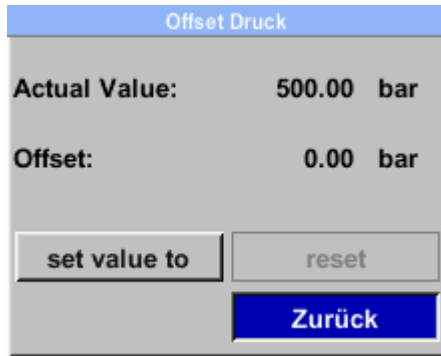 Offset Druck
Actual Value: 500.00 bar
Offset: 0.00 bar
set value to reset
Zurück